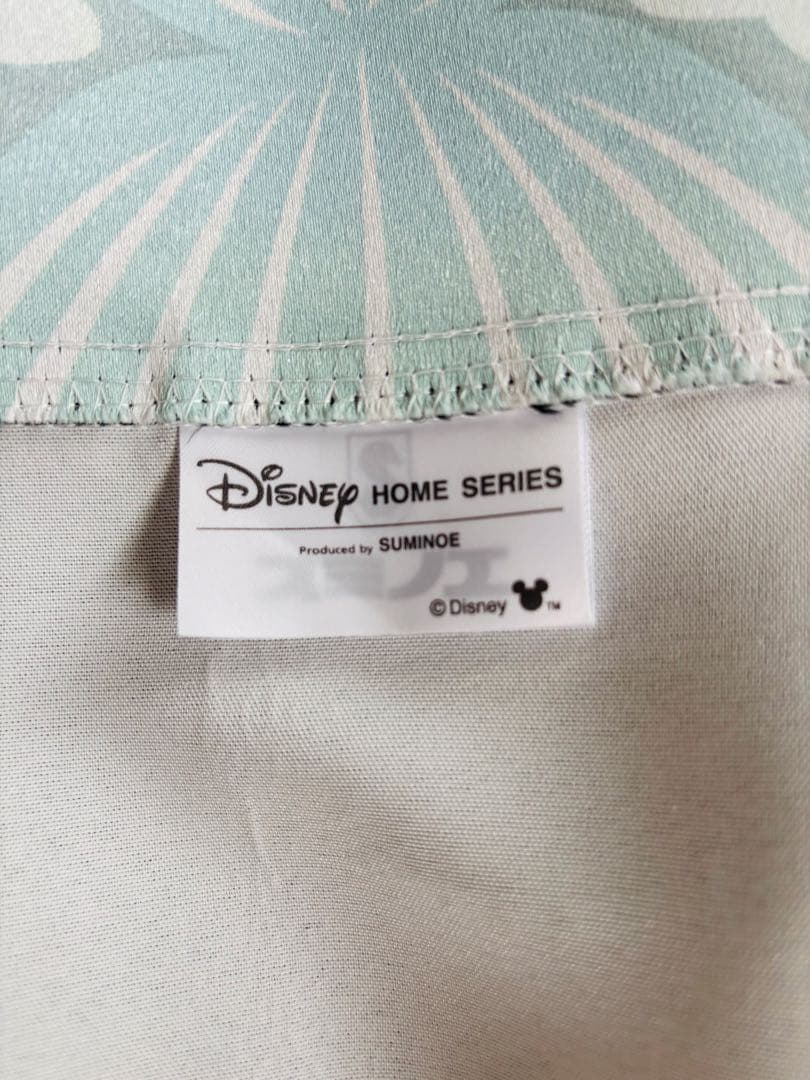 Disney HOME SERIES
Produced by SUMINOE
© Disney TM